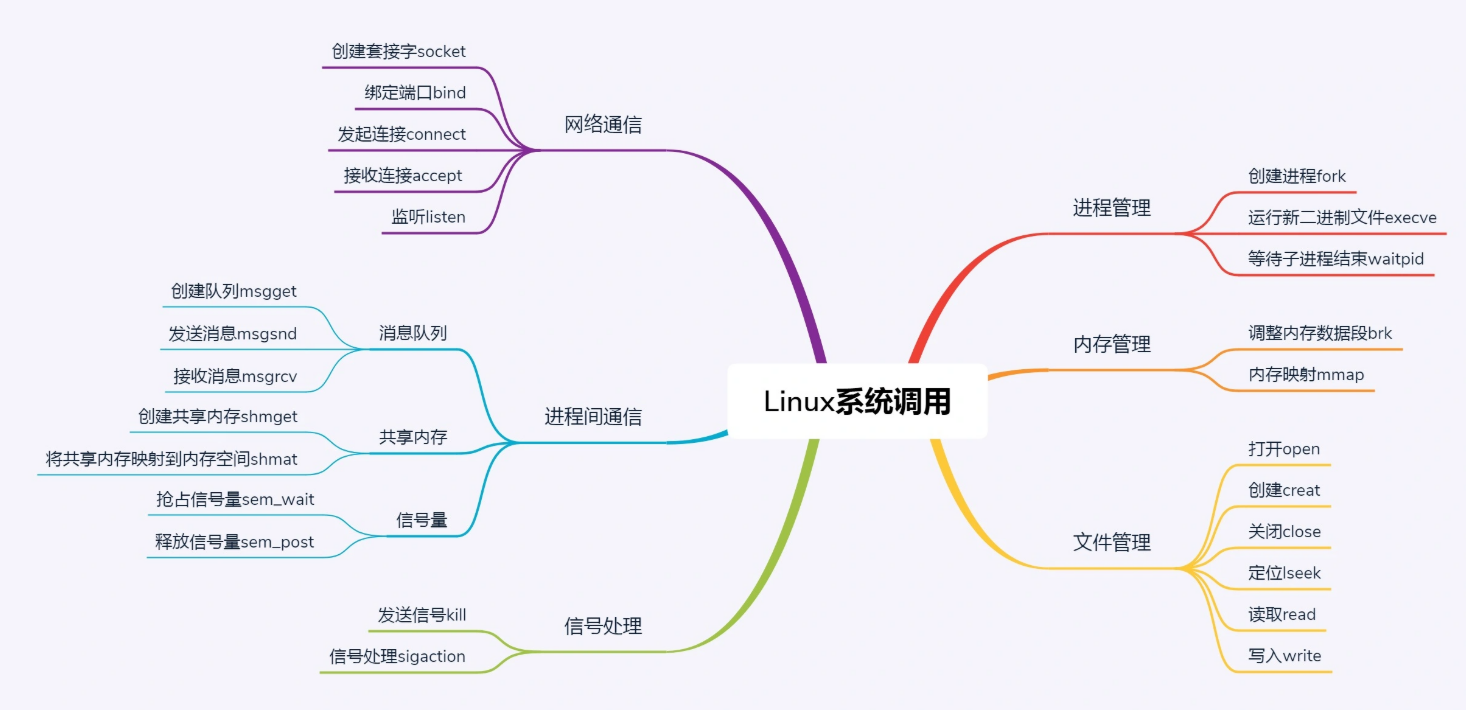 Linux系统调用
进程管理
创建进程fork
运行新二进制文件execve
等待子进程结束waitpid
内存管理
调整内存数据段brk
内存映射mmap
文件管理
打开open
创建creat
关闭close
定位lseek
读取read
写入write
网络通信
创建套接字socket
绑定端口bind
发起连接connect
接收连接accept
监听listen
进程间通信
消息队列
创建队列msgget
发送消息msgsnd
接收消息msgrcv
共享内存
创建共享内存shmget
将共享内存映射到内存空间shmat
信号量
抢占信号量sem_wait
释放信号量sem_post
信号处理
发送信号kill
信号处理sigaction